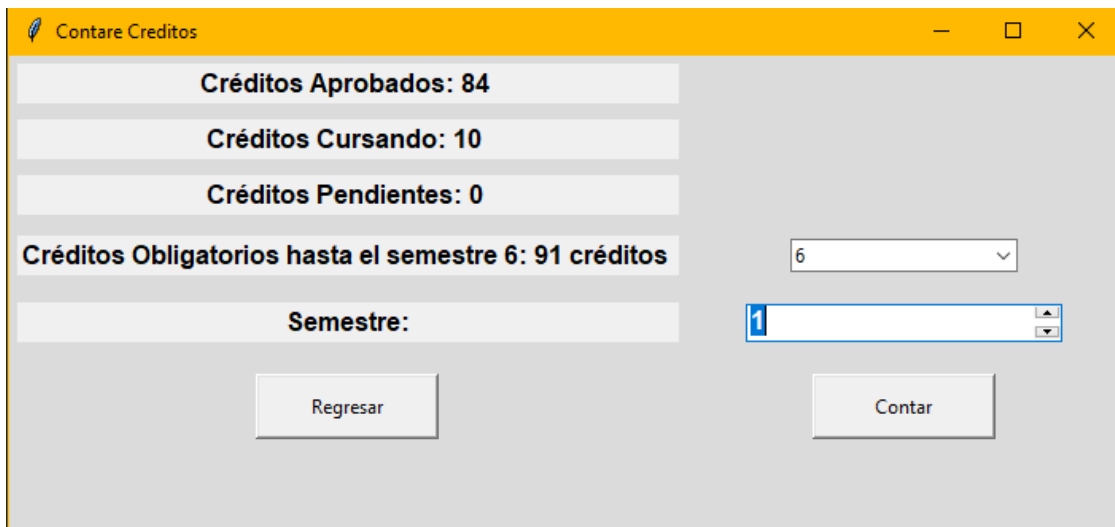 Contare Creditos
Créditos Aprobados: 84
Créditos Cursando: 10
Créditos Pendientes: 0
Créditos Obligatorios hasta el semestre 6: 91 créditos
6
Semestre:
1
Regresar
Contar